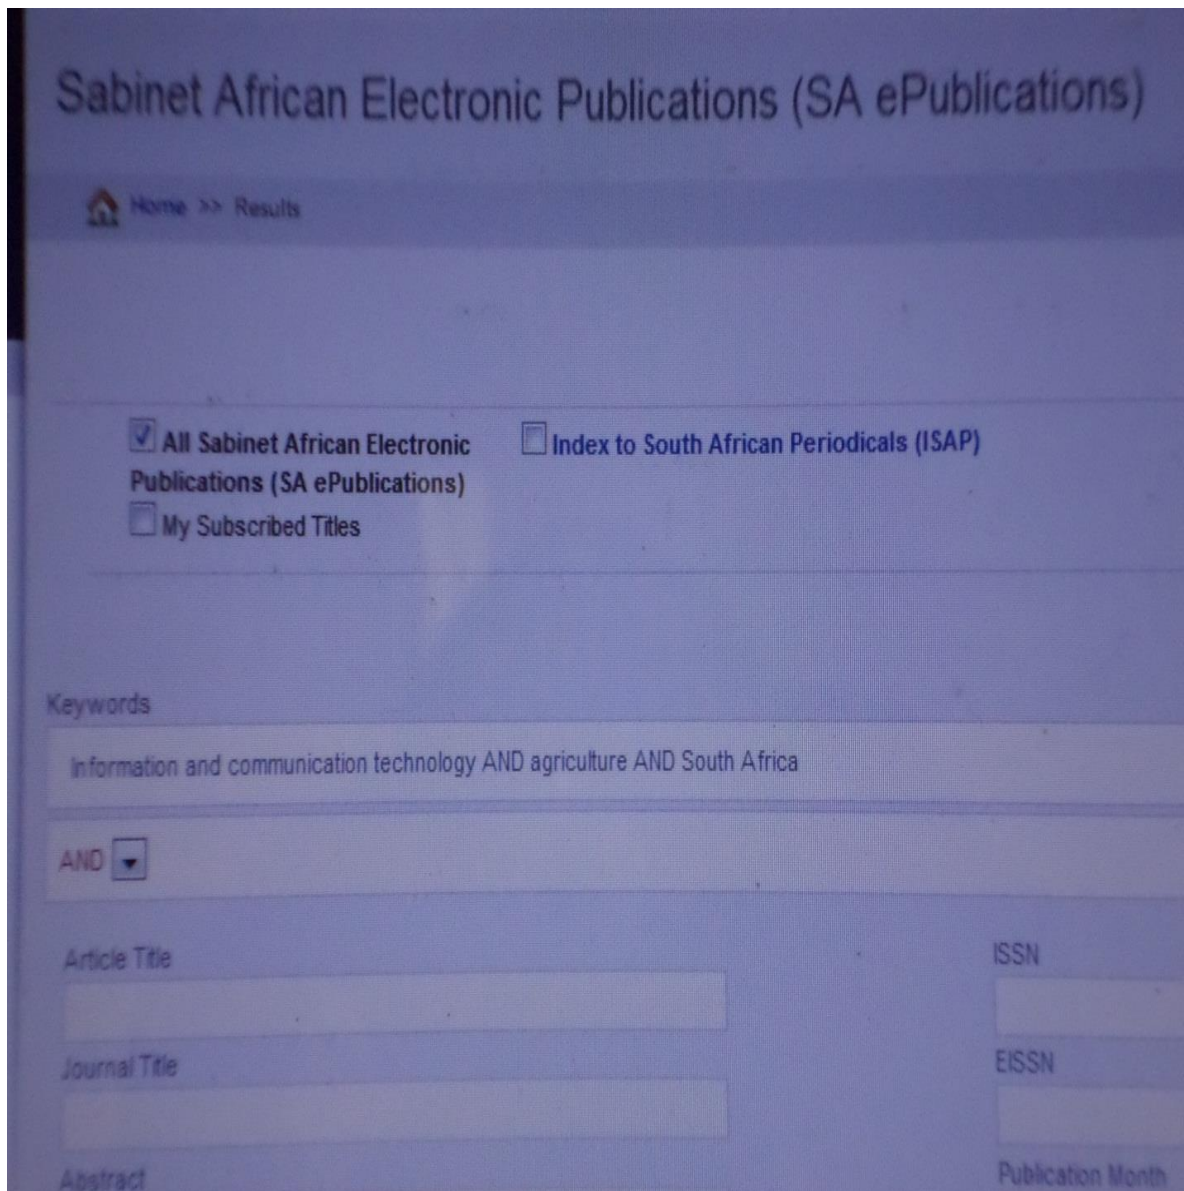 Sabinet African Electronic Publications (SA ePublications)
Home >> Results
All Sabinet African Electronic
Publications (SA ePublications)
Index to South African Periodicals (ISAP)
My Subscribed Titles
Keywords
Information and communication technology AND agriculture AND South Africa
AND
Article Title
ISSN
Journal Title
EISSN
Abstract
Publication Month